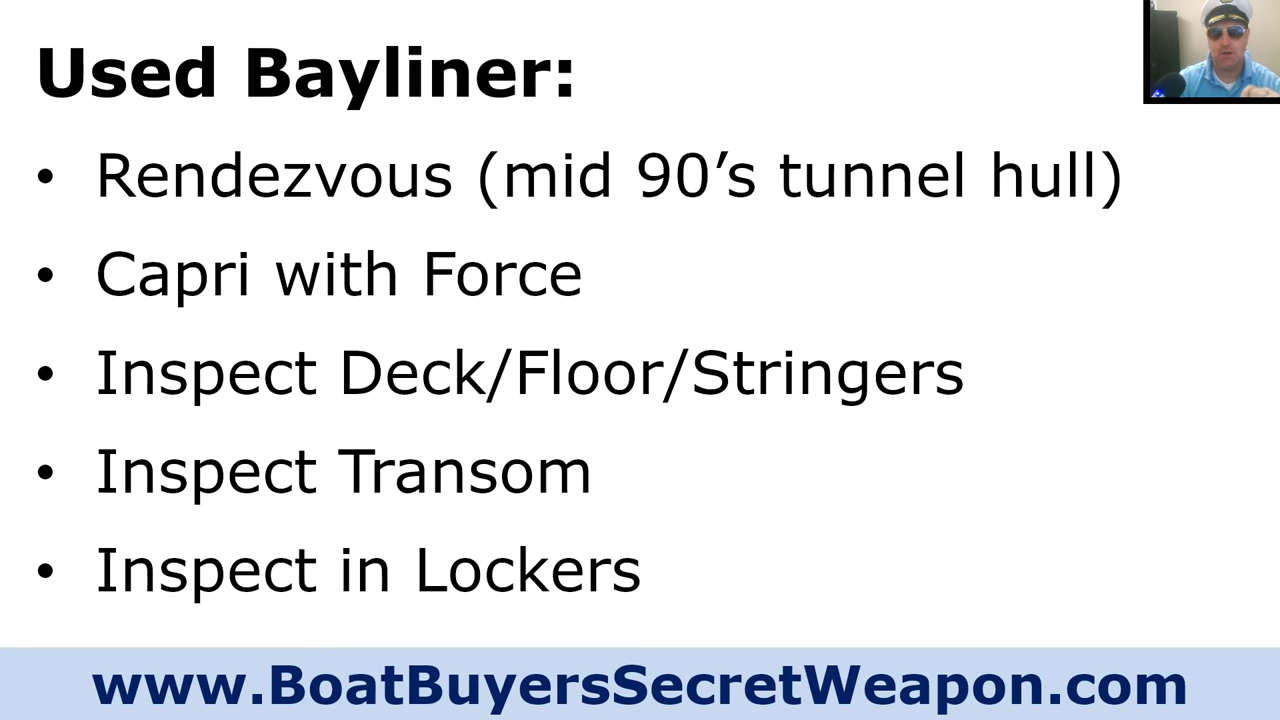 Used Bayliner:
• Rendezvous (mid 90’s tunnel hull)
• Capri with Force
• Inspect Deck/Floor/Stringers
• Inspect Transom
• Inspect in Lockers
www.BoatBuyersSecretWeapon.com